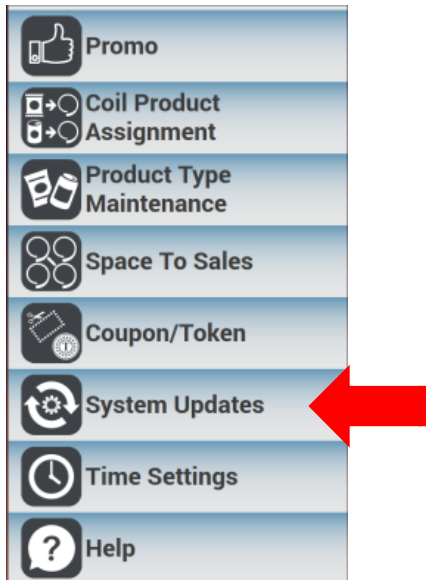 Promo
Coil Product
Assignment
Product Type
Maintenance
Space To Sales
Coupon/Token
System Updates
Time Settings
?
Help